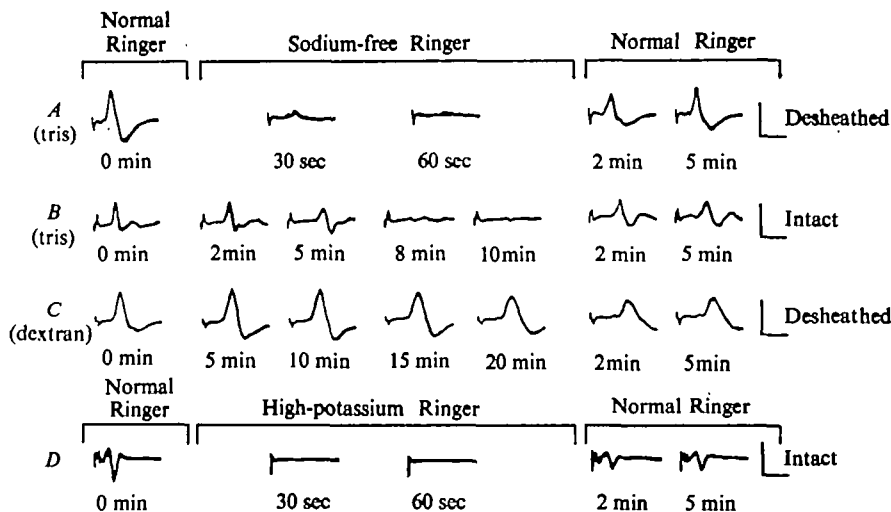 Normal Ringer
Sodium-free Ringer
Normal Ringer
A (tris)
Desheathed
0 min
30 sec
60 sec
2 min
5 min
B (tris)
Intact
0 min
2min
5 min
8 min
10min
2 min
5 min
C (dextran)
Desheathed
0 min
5 min
10 min
15 min
20 min
2min
5min
Normal Ringer
High-potassium Ringer
Normal Ringer
D
Intact
0 min
30 sec
60 sec
2 min
5 min